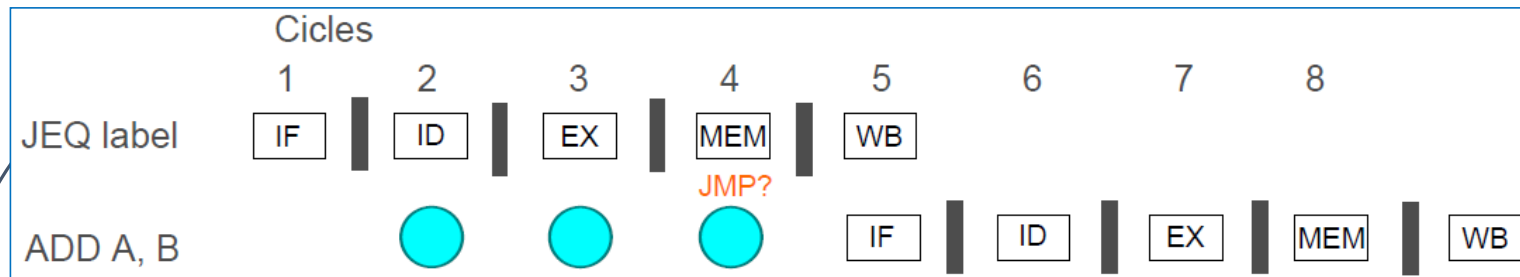 Cicles
1 2 3 4 5 6 7 8
JEQ label IF ID EX MEM WB
JMP?
ADD A, B IF ID EX MEM WB